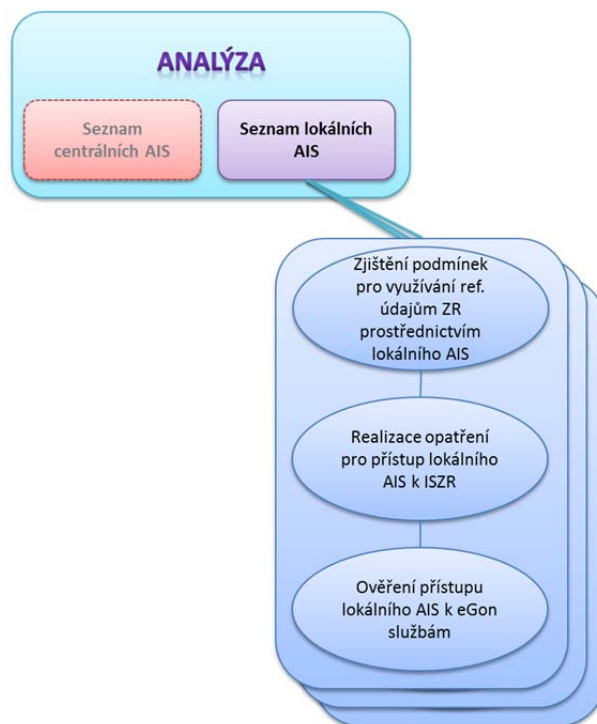 ANALÝZA
Seznam
centrálních AIS
Seznam lokálních
AIS
Zjištění podmínek
pro využívání ref.
údajům ZR
prostřednictvím
lokálního AIS
Realizace opatření
pro přístup lokálního
AIS k ISZR
Ověření přístupu
lokálního AIS k eGon
službám